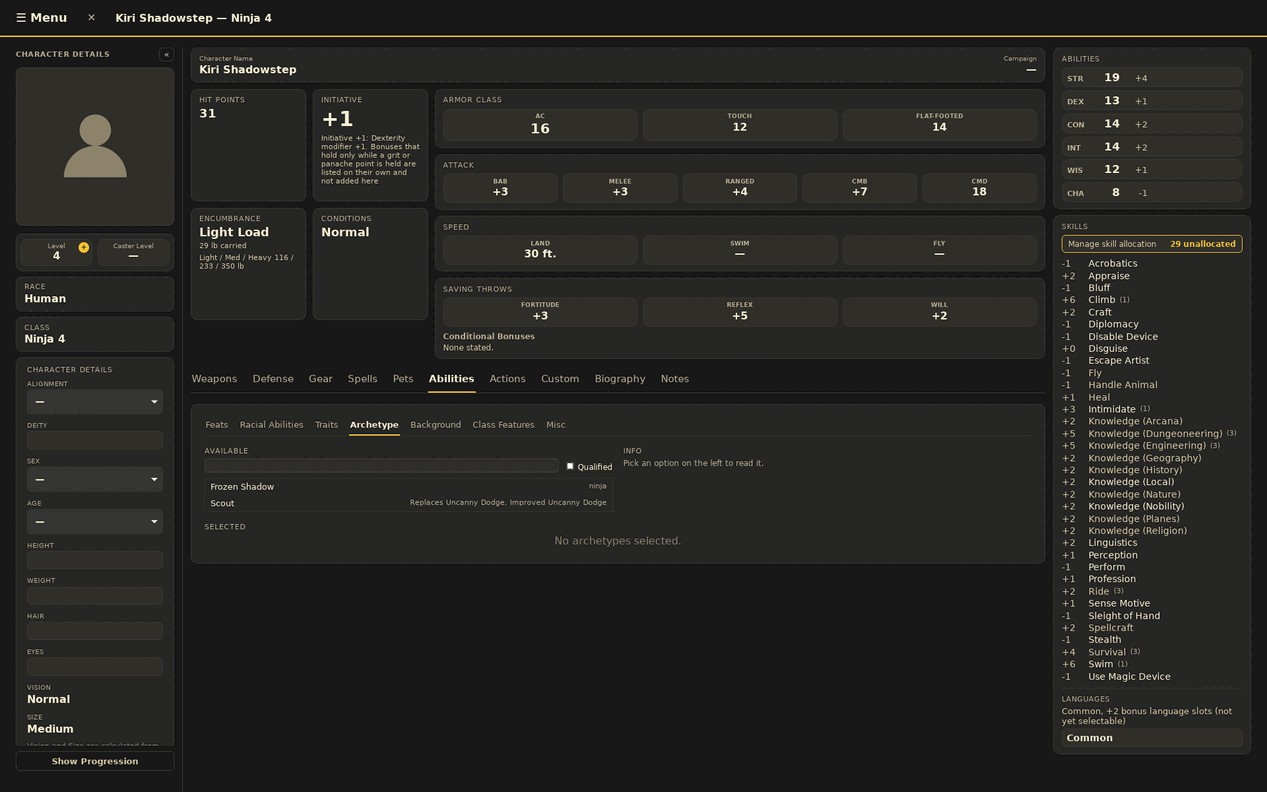 ☰ Menu
×
Kiri Shadowstep — Ninja 4
CHARACTER DETAILS
«
Level
4
+
Caster Level
—
RACE
Human
CLASS
Ninja 4
CHARACTER DETAILS
ALIGNMENT
—
DEITY
SEX
—
AGE
—
HEIGHT
WEIGHT
HAIR
EYES
VISION
Normal
SIZE
Medium
Vision and Size are calculated from
Show Progression
Character Name
Kiri Shadowstep
Campaign
—
HIT POINTS
31
INITIATIVE
+1
Initiative +1: Dexterity
modifier +1. Bonuses that
hold only while a grit or
panache point is held are
listed on their own and
not added here
ENCUMBRANCE
Light Load
29 lb carried
Light / Med / Heavy 116 /
233 / 350 lb
CONDITIONS
Normal
ARMOR CLASS
AC
16
TOUCH
12
FLAT-FOOTED
14
ATTACK
BAB
+3
MELEE
+3
RANGED
+4
CMB
+7
CMD
18
SPEED
LAND
30 ft.
SWIM
—
FLY
—
SAVING THROWS
FORTITUDE
+3
REFLEX
+5
WILL
+2
Conditional Bonuses
None stated.
Weapons Defense Gear Spells Pets Abilities Actions Custom Biography Notes
Feats Racial Abilities Traits Archetype Background Class Features Misc
AVAILABLE
Qualified
Frozen Shadow ninja
Scout Replaces Uncanny Dodge, Improved Uncanny Dodge
SELECTED
No archetypes selected.
INFO
Pick an option on the left to read it.
ABILITIES
STR 19 +4
DEX 13 +1
CON 14 +2
INT 14 +2
WIS 12 +1
CHA 8 -1
SKILLS
Manage skill allocation 29 unallocated
-1 Acrobatics
+2 Appraise
-1 Bluff
+6 Climb (1)
+2 Craft
-1 Diplomacy
-1 Disable Device
+0 Disguise
-1 Escape Artist
-1 Fly
-1 Handle Animal
+1 Heal
+3 Intimidate (1)
+2 Knowledge (Arcana)
+5 Knowledge (Dungeoneering) (3)
+5 Knowledge (Engineering) (3)
+2 Knowledge (Geography)
+2 Knowledge (History)
+2 Knowledge (Local)
+2 Knowledge (Nature)
+2 Knowledge (Nobility)
+2 Knowledge (Planes)
+2 Knowledge (Religion)
+2 Linguistics
+1 Perception
-1 Perform
+1 Profession
+2 Ride (3)
+1 Sense Motive
-1 Sleight of Hand
+2 Spellcraft
-1 Stealth
+4 Survival (3)
+6 Swim (1)
-1 Use Magic Device
LANGUAGES
Common, +2 bonus language slots (not
yet selectable)
Common